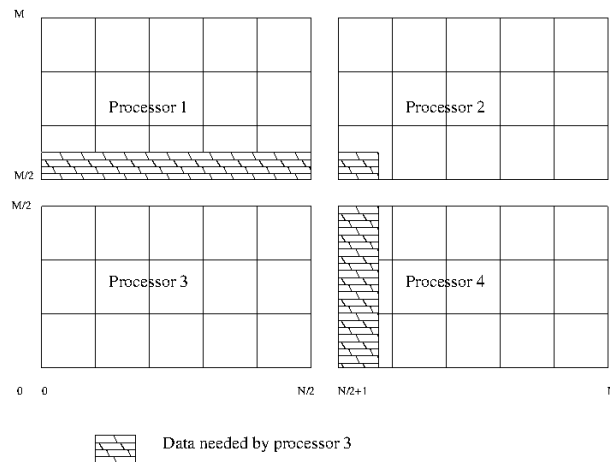 M
Processor 1
Processor 2
M/2
M/2
Processor 3
Processor 4
0 0 N/2 N/2+1 N
Data needed by processor 3